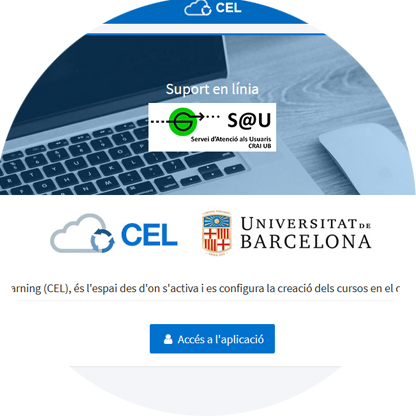 CEL
Suport en línia
S@U
Servei d'Atenció als Usuaris
CRAI UB
CEL
UNIVERSITAT DE
BARCELONA
arning (CEL), és l'espai des d'on s'activa i es configura la creació dels cursos en el c
Accés a l'aplicació